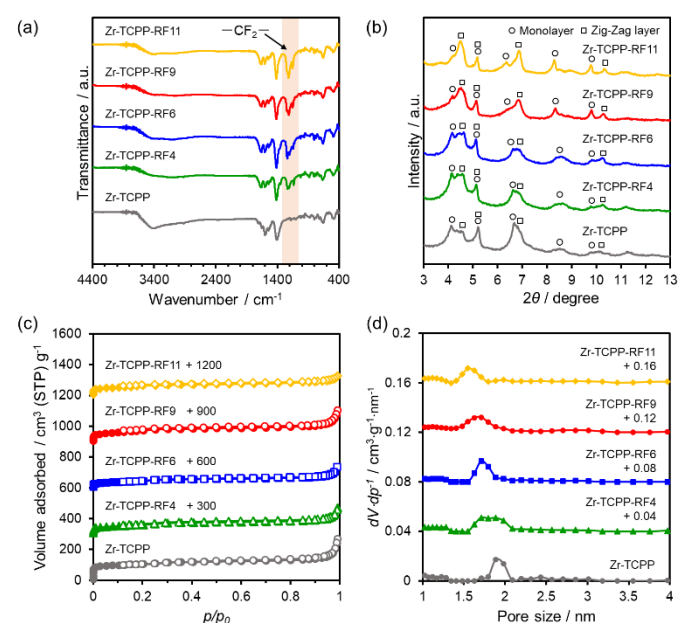 (a)
—CF₂—
Zr-TCPP-RF11
Zr-TCPP-RF9
Zr-TCPP-RF6
Zr-TCPP-RF4
Zr-TCPP
Transmittance / a.u.
4400 3400 2400 1400 400
Wavenumber / cm⁻¹
(b)
○ Monolayer □ Zig-Zag layer
Zr-TCPP-RF11
Zr-TCPP-RF9
Zr-TCPP-RF6
Zr-TCPP-RF4
Zr-TCPP
Intensity / a.u.
3 4 5 6 7 8 9 10 11 12 13
2θ / degree
(c)
1600
1400
1200
1000
800
600
400
200
0
Zr-TCPP-RF11 + 1200
Zr-TCPP-RF9 + 900
Zr-TCPP-RF6 + 600
Zr-TCPP-RF4 + 300
Zr-TCPP
Volume adsorbed / cm³ (STP) g⁻¹
0 0.2 0.4 0.6 0.8 1
p/p₀
(d)
0.2
0.16
0.12
0.08
0.04
0
Zr-TCPP-RF11
+ 0.16
Zr-TCPP-RF9
+ 0.12
Zr-TCPP-RF6
+ 0.08
Zr-TCPP-RF4
+ 0.04
Zr-TCPP
dV·dp⁻¹ / cm³·g⁻¹·nm⁻¹
1 1.5 2 2.5 3 3.5 4
Pore size / nm